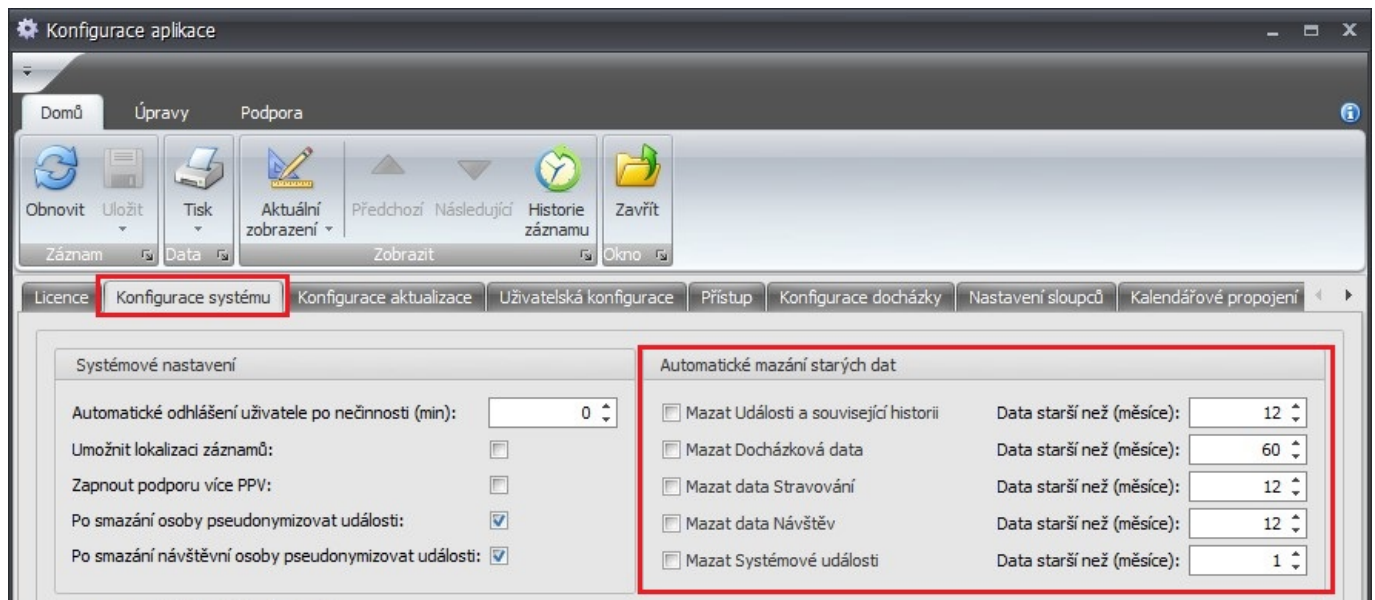 Konfigurace aplikace
Domů Úpravy Podpora
Obnovit Uložit Tisk Aktuální zobrazení Předchozí Následující Historie záznamu Zavřít
Záznam Data Zobrazit Okno
Licence Konfigurace systému Konfigurace aktualizace Uživatelská konfigurace Přístup Konfigurace docházky Nastavení sloupců Kalendářové propojení
Systémové nastavení
Automatické odhlášení uživatele po nečinnosti (min): 0
Umožnit lokalizaci záznamů:
Zapnout podporu více PPV:
Po smazání osoby pseudonymizovat události:
Po smazání návštěvní osoby pseudonymizovat události:
Automatické mazání starých dat
Mazat Události a související historii Data starší než (měsíce): 12
Mazat Docházková data Data starší než (měsíce): 60
Mazat data Stravování Data starší než (měsíce): 12
Mazat data Návštěv Data starší než (měsíce): 12
Mazat Systémové události Data starší než (měsíce): 1